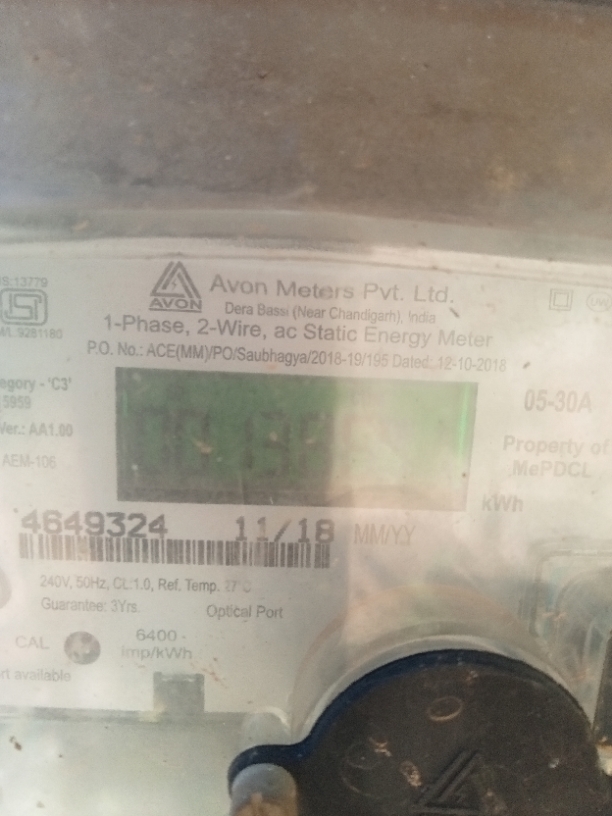 Avon Meters Pvt. Ltd.
AVON
Dera Bassi (Near Chandigarh), India
1-Phase, 2-Wire, ac Static Energy Meter
P.O. No.: ACE(MM)/PO/Saubhagya/2018-19/195 Dated: 12-10-2018
IS:13779
9281180
egory - 'C3'
5959
Ver.: AA1.00
AEM-106
05-30A
Property of
MePDCL
kWh
4649324 11/18 MM/YY
240V, 50Hz, CL:1.0, Ref. Temp. 27°C
Guarantee: 3Yrs. Optical Port
CAL 6400
imp/kWh
rt available